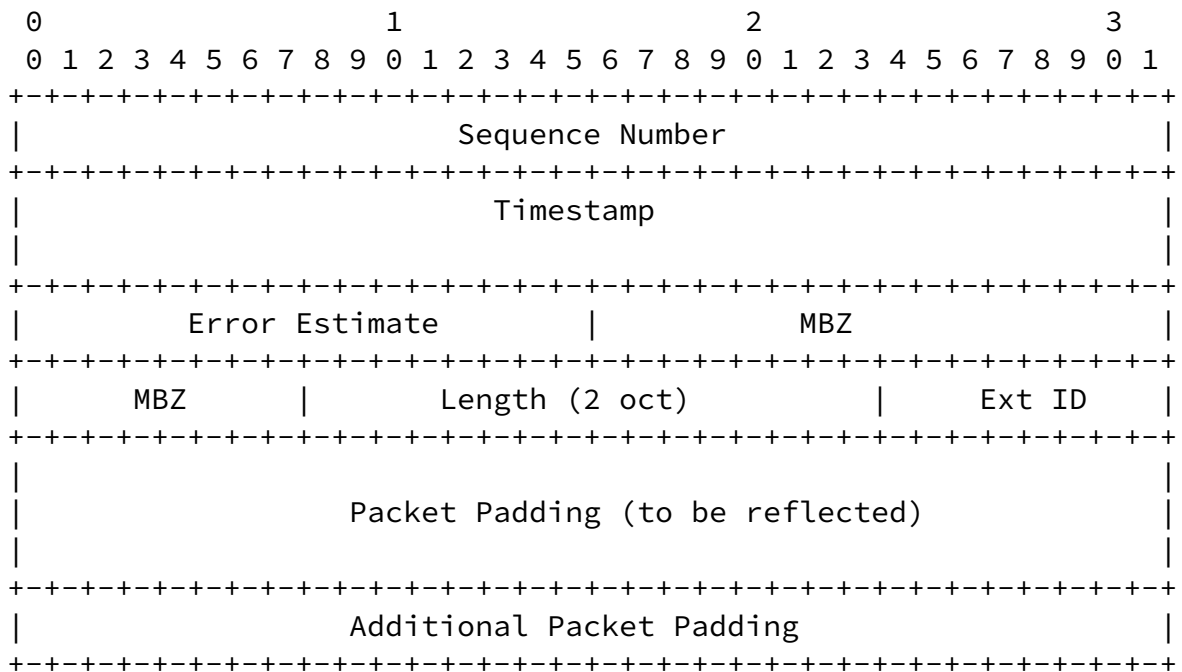 0                   1                   2                   3
0 1 2 3 4 5 6 7 8 9 0 1 2 3 4 5 6 7 8 9 0 1 2 3 4 5 6 7 8 9 0 1
+-+-+-+-+-+-+-+-+-+-+-+-+-+-+-+-+-+-+-+-+-+-+-+-+-+-+-+-+-+-+-+-+
|                        Sequence Number                        |
+-+-+-+-+-+-+-+-+-+-+-+-+-+-+-+-+-+-+-+-+-+-+-+-+-+-+-+-+-+-+-+-+
|                          Timestamp                            |
|                                                               |
+-+-+-+-+-+-+-+-+-+-+-+-+-+-+-+-+-+-+-+-+-+-+-+-+-+-+-+-+-+-+-+-+
|         Error Estimate        |           MBZ                 |
+-+-+-+-+-+-+-+-+-+-+-+-+-+-+-+-+-+-+-+-+-+-+-+-+-+-+-+-+-+-+-+-+
|      MBZ      |       Length (2 oct)          |     Ext ID    |
+-+-+-+-+-+-+-+-+-+-+-+-+-+-+-+-+-+-+-+-+-+-+-+-+-+-+-+-+-+-+-+-+
|                                                               |
|                  Packet Padding (to be reflected)             |
|                                                               |
+-+-+-+-+-+-+-+-+-+-+-+-+-+-+-+-+-+-+-+-+-+-+-+-+-+-+-+-+-+-+-+-+
|                  Additional Packet Padding                    |
+-+-+-+-+-+-+-+-+-+-+-+-+-+-+-+-+-+-+-+-+-+-+-+-+-+-+-+-+-+-+-+-+